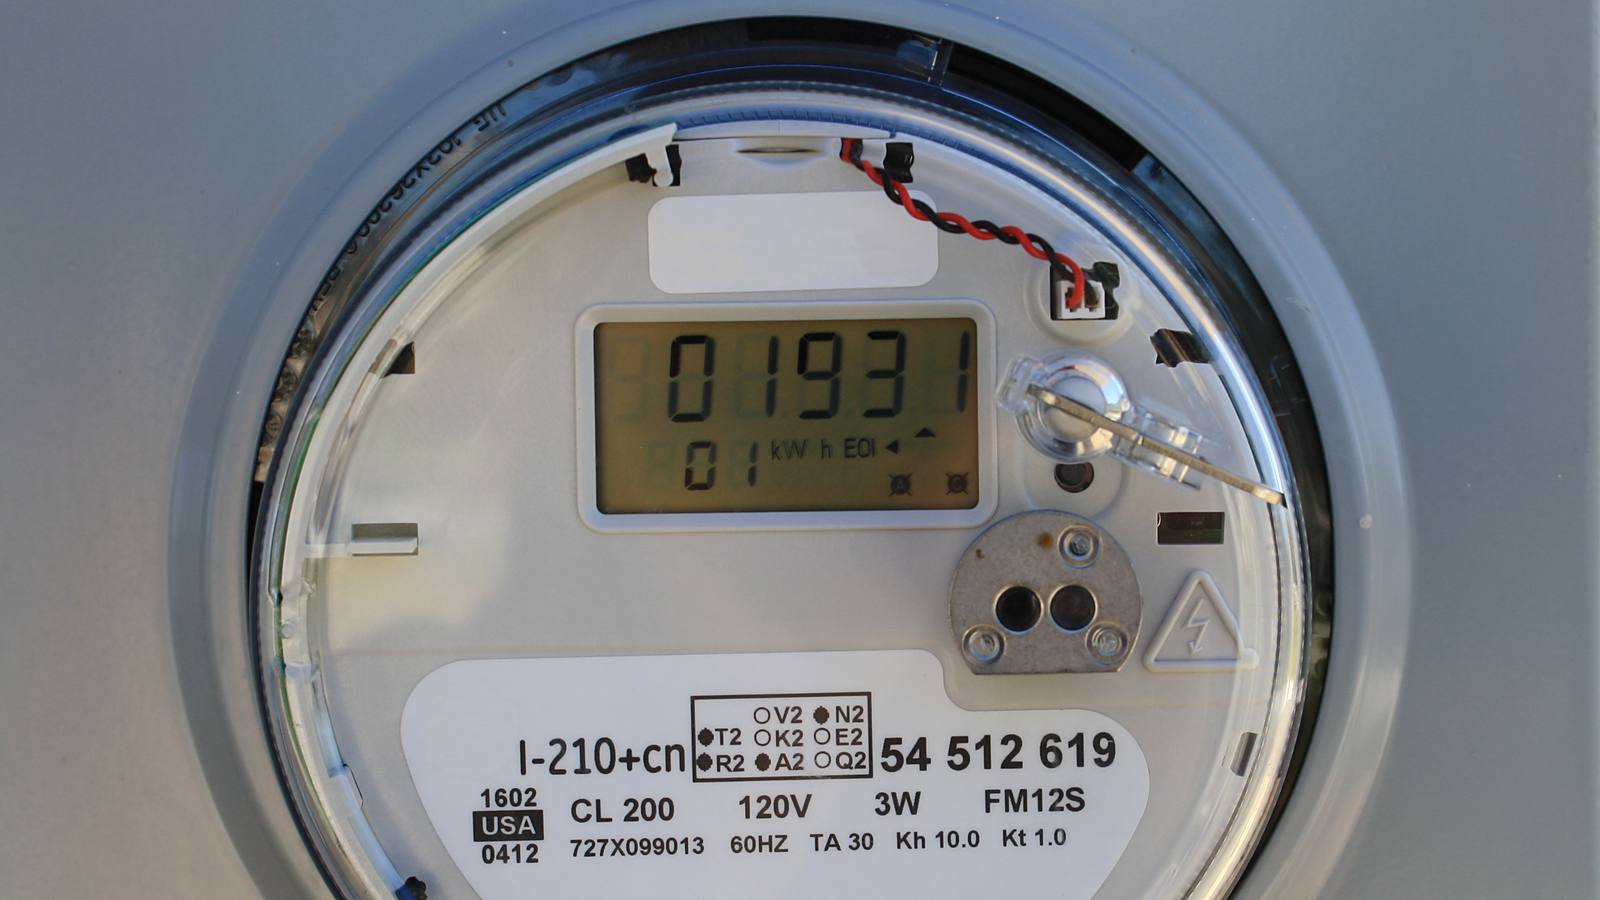 01931
01 kW h EOI
V2 N2
T2 K2 E2
R2 A2 Q2
I-210+cn 54 512 619
1602 CL 200 120V 3W FM12S
USA
0412 727X099013 60HZ TA 30 Kh 10.0 Kt 1.0